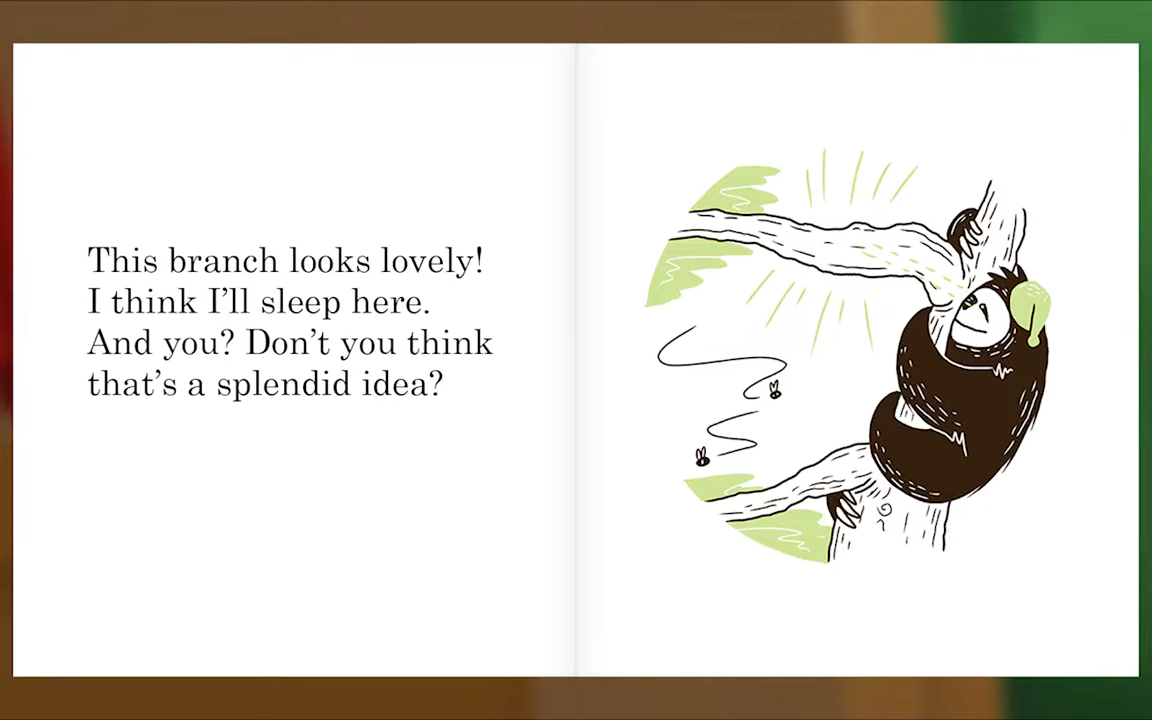 This branch looks lovely!
I think I’ll sleep here.
And you? Don’t you think
that’s a splendid idea?